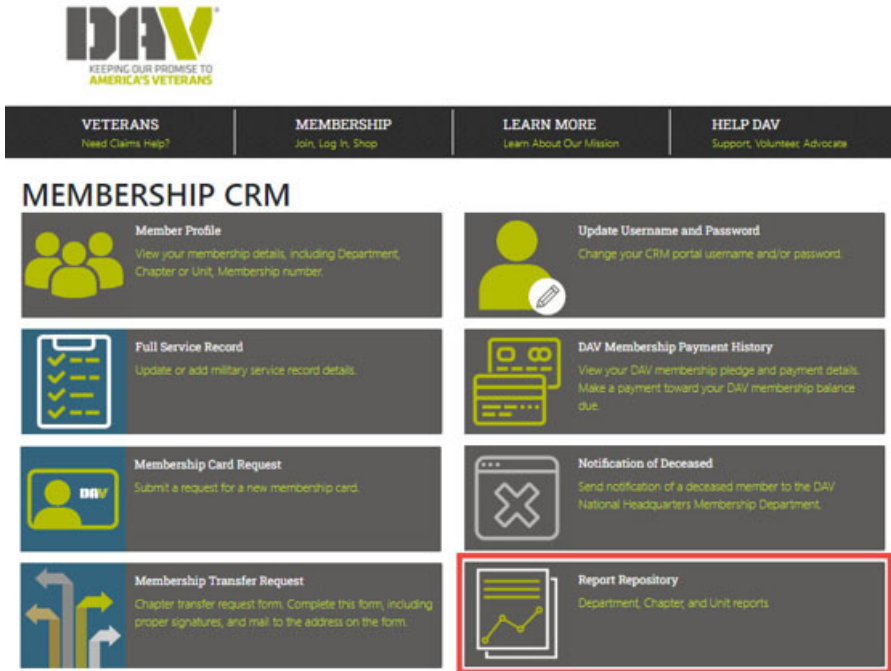 DAV
KEEPING OUR PROMISE TO
AMERICA'S VETERANS
VETERANS
Need Claims Help?
MEMBERSHIP
Join, Log In, Shop
LEARN MORE
Learn About Our Mission
HELP DAV
Support, Volunteer, Advocate
MEMBERSHIP CRM
Member Profile
View your membership details, including Department,
Chapter or Unit, Membership number.
Update Username and Password
Change your CRM portal username and/or password.
Full Service Record
Update or add military service record details.
DAV Membership Payment History
View your DAV membership pledge and payment details.
Make a payment toward your DAV membership balance
due.
DAV
Membership Card Request
Submit a request for a new membership card.
Notification of Deceased
Send notification of a deceased member to the DAV
National Headquarters Membership Department.
Membership Transfer Request
Chapter transfer request form. Complete this form, including
proper signatures, and mail to the address on the form.
Report Repository
Department, Chapter, and Unit reports